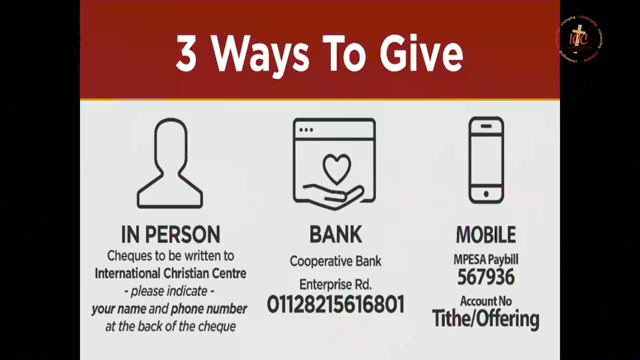 3 Ways To Give
IN PERSON
Cheques to be written to
International Christian Centre
- please indicate -
your name and phone number
at the back of the cheque
BANK
Cooperative Bank
Enterprise Rd.
01128215616801
MOBILE
MPESA Paybill
567936
Account No
Tithe/Offering
ICC